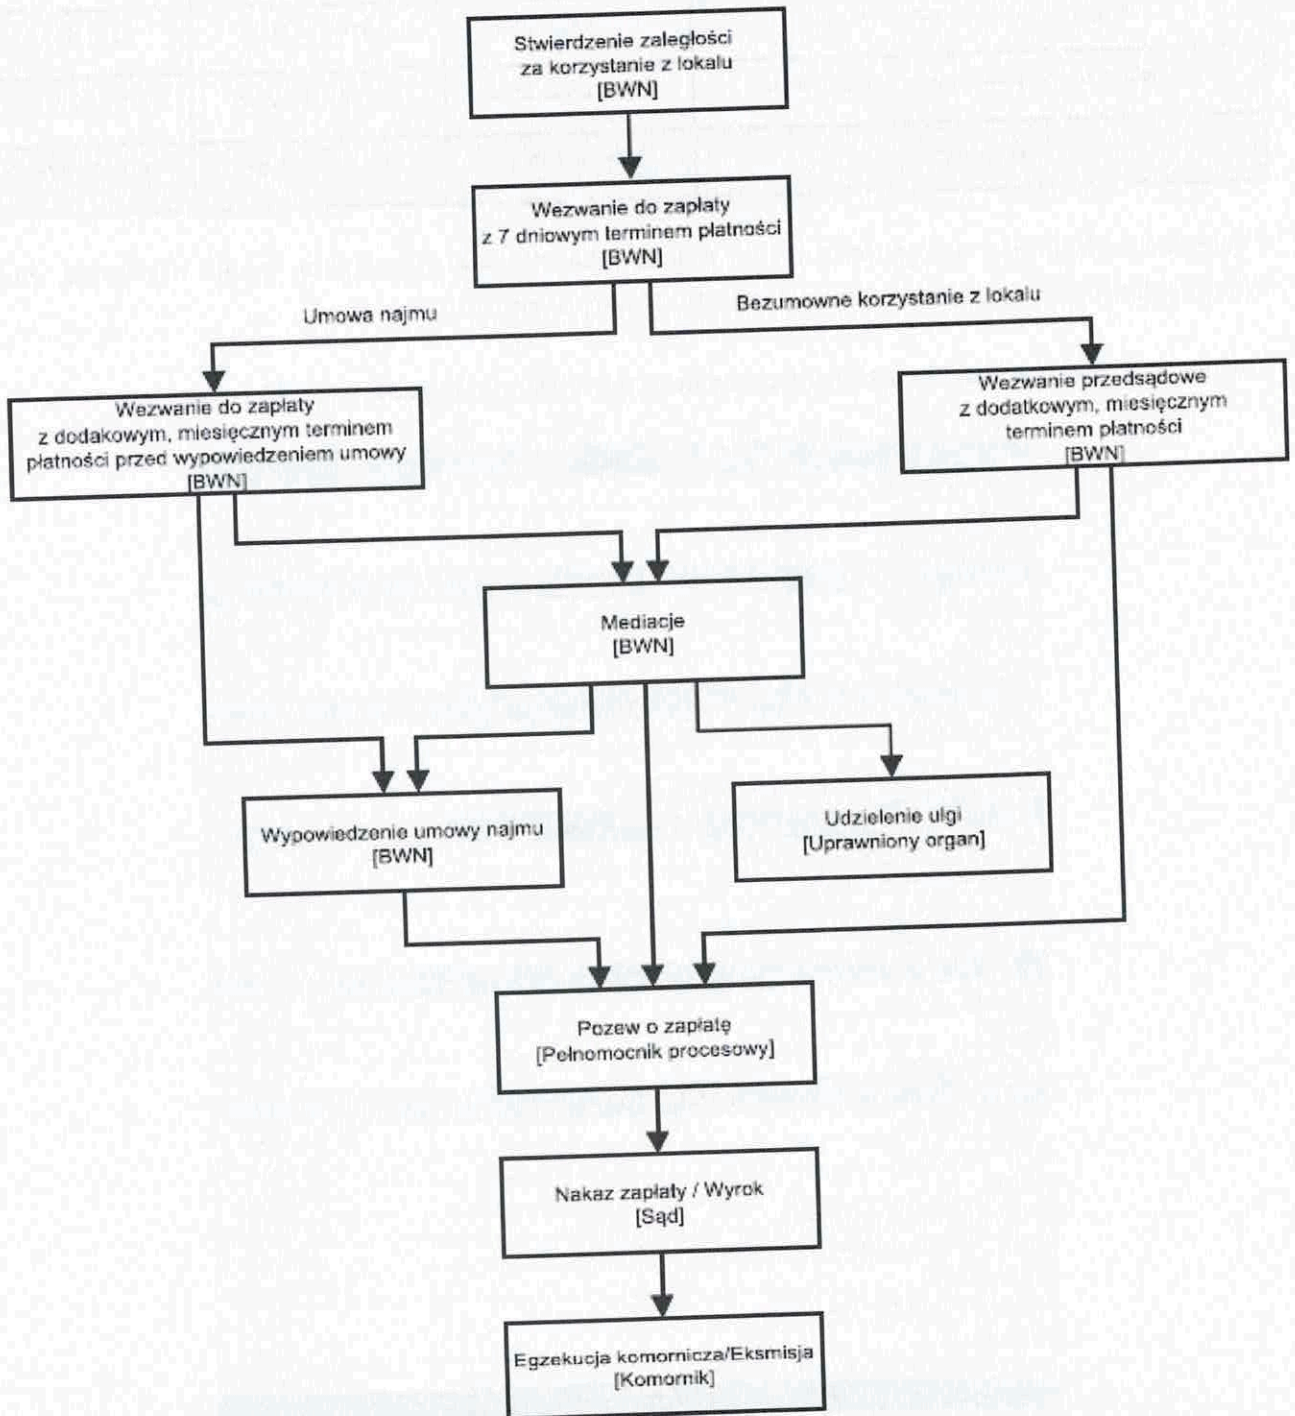 Stwierdzenie zaległości
za korzystanie z lokalu
[BWN]
Wezwanie do zapłaty
z 7 dniowym terminem płatności
[BWN]
Umowa najmu
Bezumowne korzystanie z lokalu
Wezwanie do zapłaty
z dodakowym, miesięcznym terminem
płatności przed wypowiedzeniem umowy
[BWN]
Wezwanie przedsądowe
z dodatkowym, miesięcznym
terminem płatności
[BWN]
Mediacje
[BWN]
Wypowiedzenie umowy najmu
[BWN]
Udzielenie ulgi
[Uprawniony organ]
Pozew o zapłatę
[Pełnomocnik procesowy]
Nakaz zapłaty / Wyrok
[Sąd]
Egzekucja komornicza/Eksmisja
[Komornik]